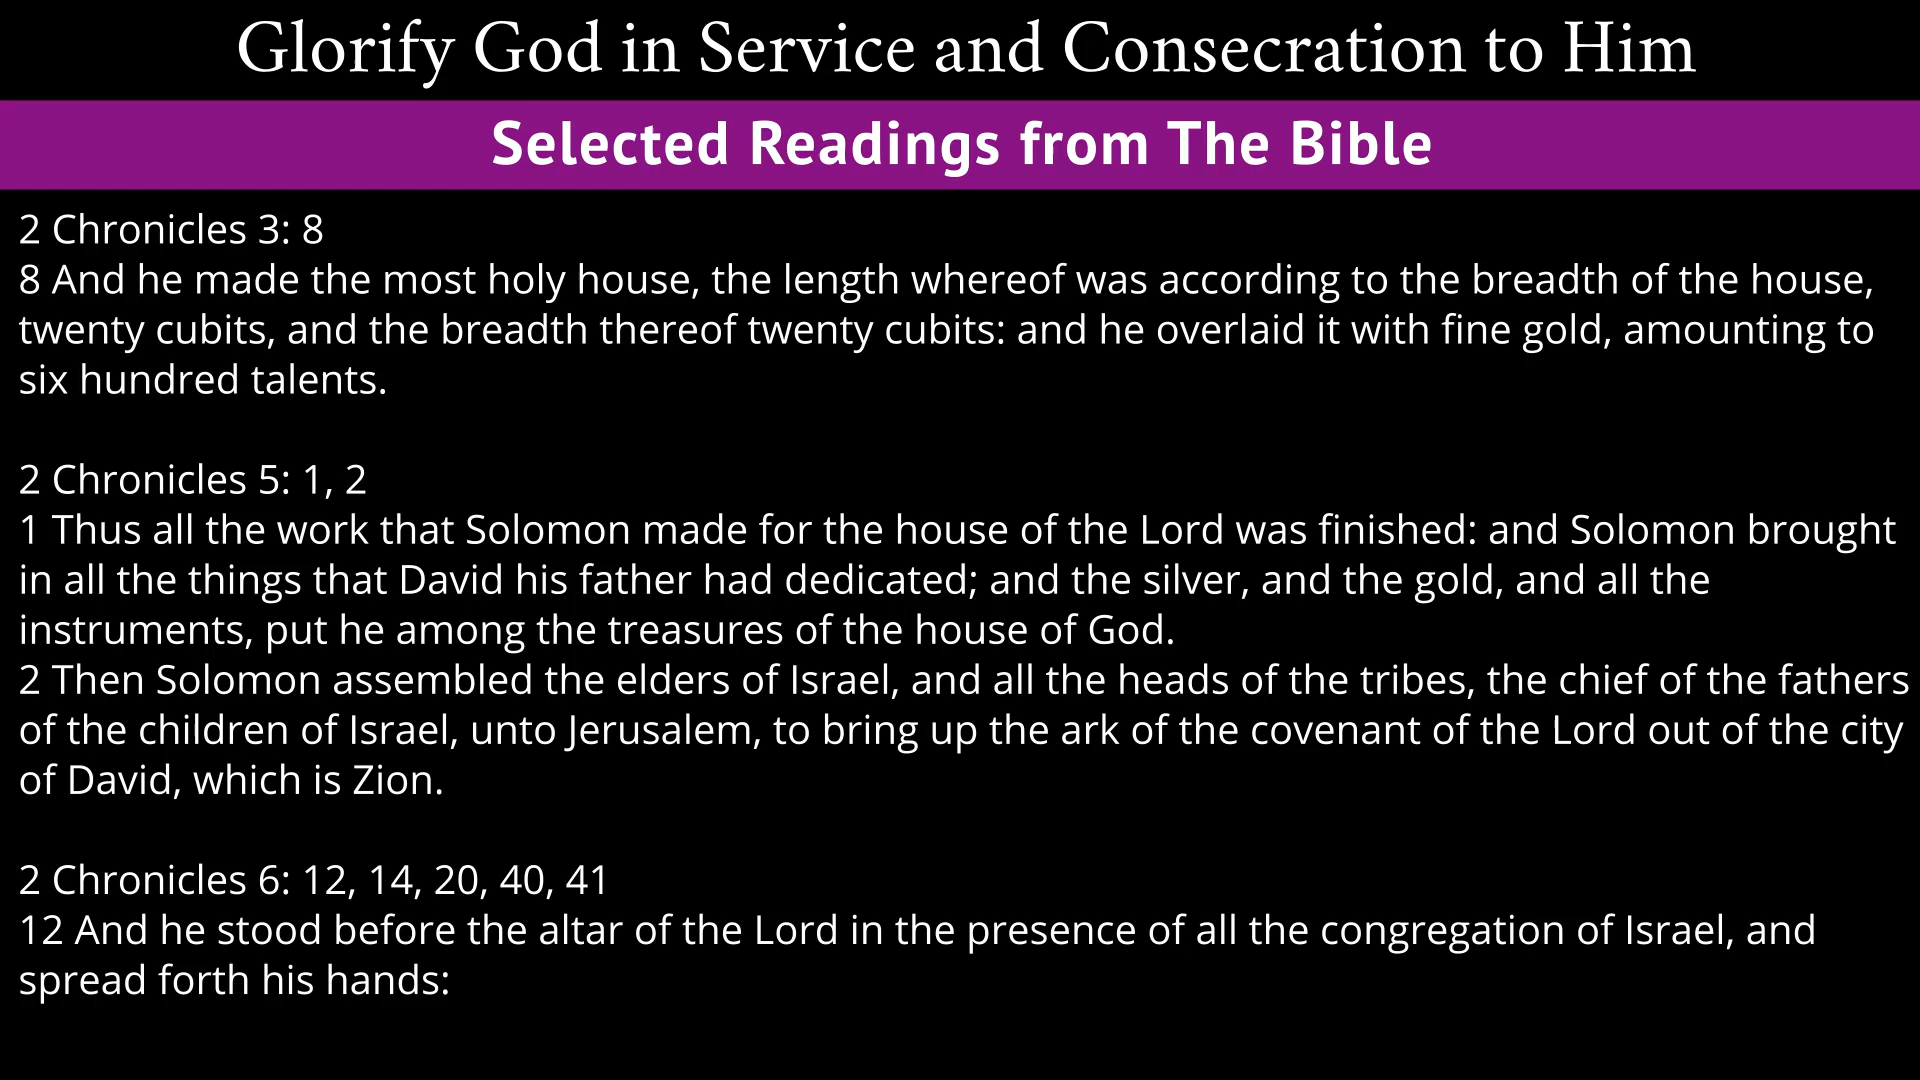 Glorify God in Service and Consecration to Him
Selected Readings from The Bible
2 Chronicles 3: 8
8 And he made the most holy house, the length whereof was according to the breadth of the house,
twenty cubits, and the breadth thereof twenty cubits: and he overlaid it with fine gold, amounting to
six hundred talents.
2 Chronicles 5: 1, 2
1 Thus all the work that Solomon made for the house of the Lord was finished: and Solomon brought
in all the things that David his father had dedicated; and the silver, and the gold, and all the
instruments, put he among the treasures of the house of God.
2 Then Solomon assembled the elders of Israel, and all the heads of the tribes, the chief of the fathers
of the children of Israel, unto Jerusalem, to bring up the ark of the covenant of the Lord out of the city
of David, which is Zion.
2 Chronicles 6: 12, 14, 20, 40, 41
12 And he stood before the altar of the Lord in the presence of all the congregation of Israel, and
spread forth his hands: